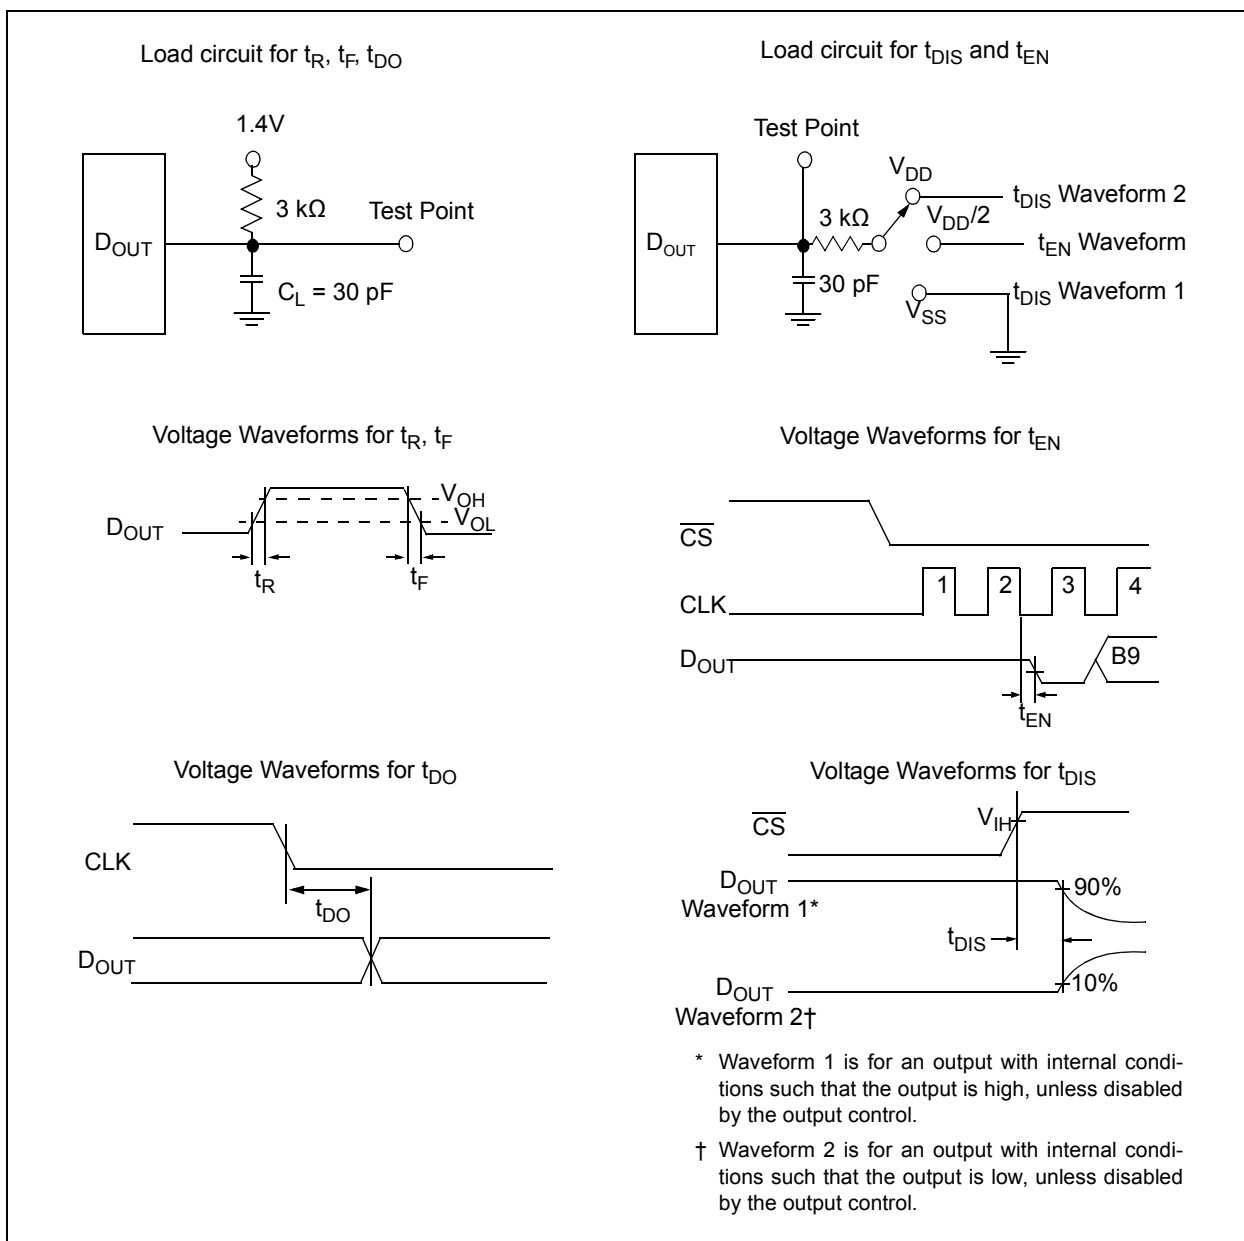 Load circuit for tR, tF, tDO
1.4V
3 kΩ
Test Point
DOUT
CL = 30 pF
Load circuit for tDIS and tEN
Test Point
VDD
tDIS Waveform 2
3 kΩ
VDD/2
DOUT
tEN Waveform
30 pF
tDIS Waveform 1
VSS
Voltage Waveforms for tR, tF
VOH
VOL
DOUT
tR
tF
Voltage Waveforms for tEN
CS
1 2 3 4
CLK
DOUT
B9
tEN
Voltage Waveforms for tDO
CLK
tDO
DOUT
Voltage Waveforms for tDIS
VIH
CS
DOUT
90%
Waveform 1*
tDIS
DOUT
10%
Waveform 2†
* Waveform 1 is for an output with internal condi-
tions such that the output is high, unless disabled
by the output control.
† Waveform 2 is for an output with internal condi-
tions such that the output is low, unless disabled
by the output control.